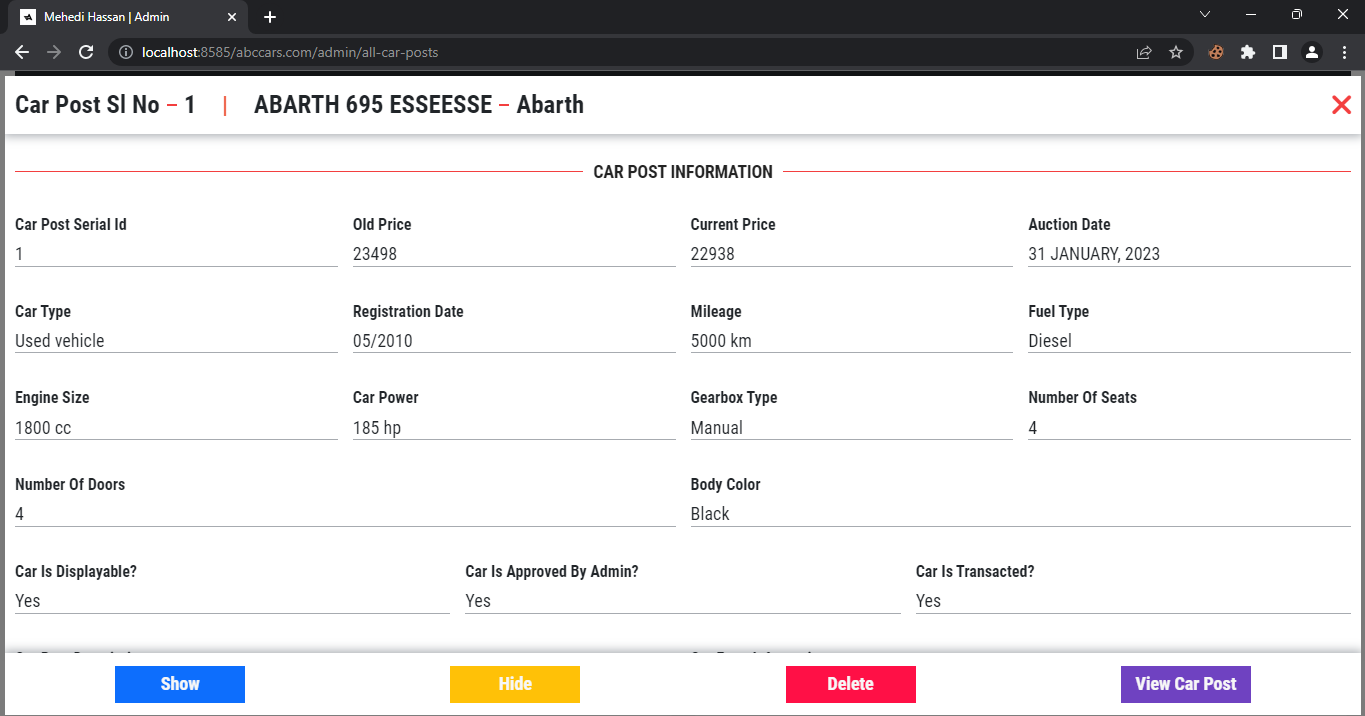 Mehedi Hassan | Admin
localhost:8585/abccars.com/admin/all-car-posts
Car Post Sl No – 1 | ABARTH 695 ESSEESSE – Abarth
CAR POST INFORMATION
Car Post Serial Id Old Price Current Price Auction Date
1 23498 22938 31 JANUARY, 2023
Car Type Registration Date Mileage Fuel Type
Used vehicle 05/2010 5000 km Diesel
Engine Size Car Power Gearbox Type Number Of Seats
1800 cc 185 hp Manual 4
Number Of Doors Body Color
4 Black
Car Is Displayable? Car Is Approved By Admin? Car Is Transacted?
Yes Yes Yes
Show Hide Delete View Car Post